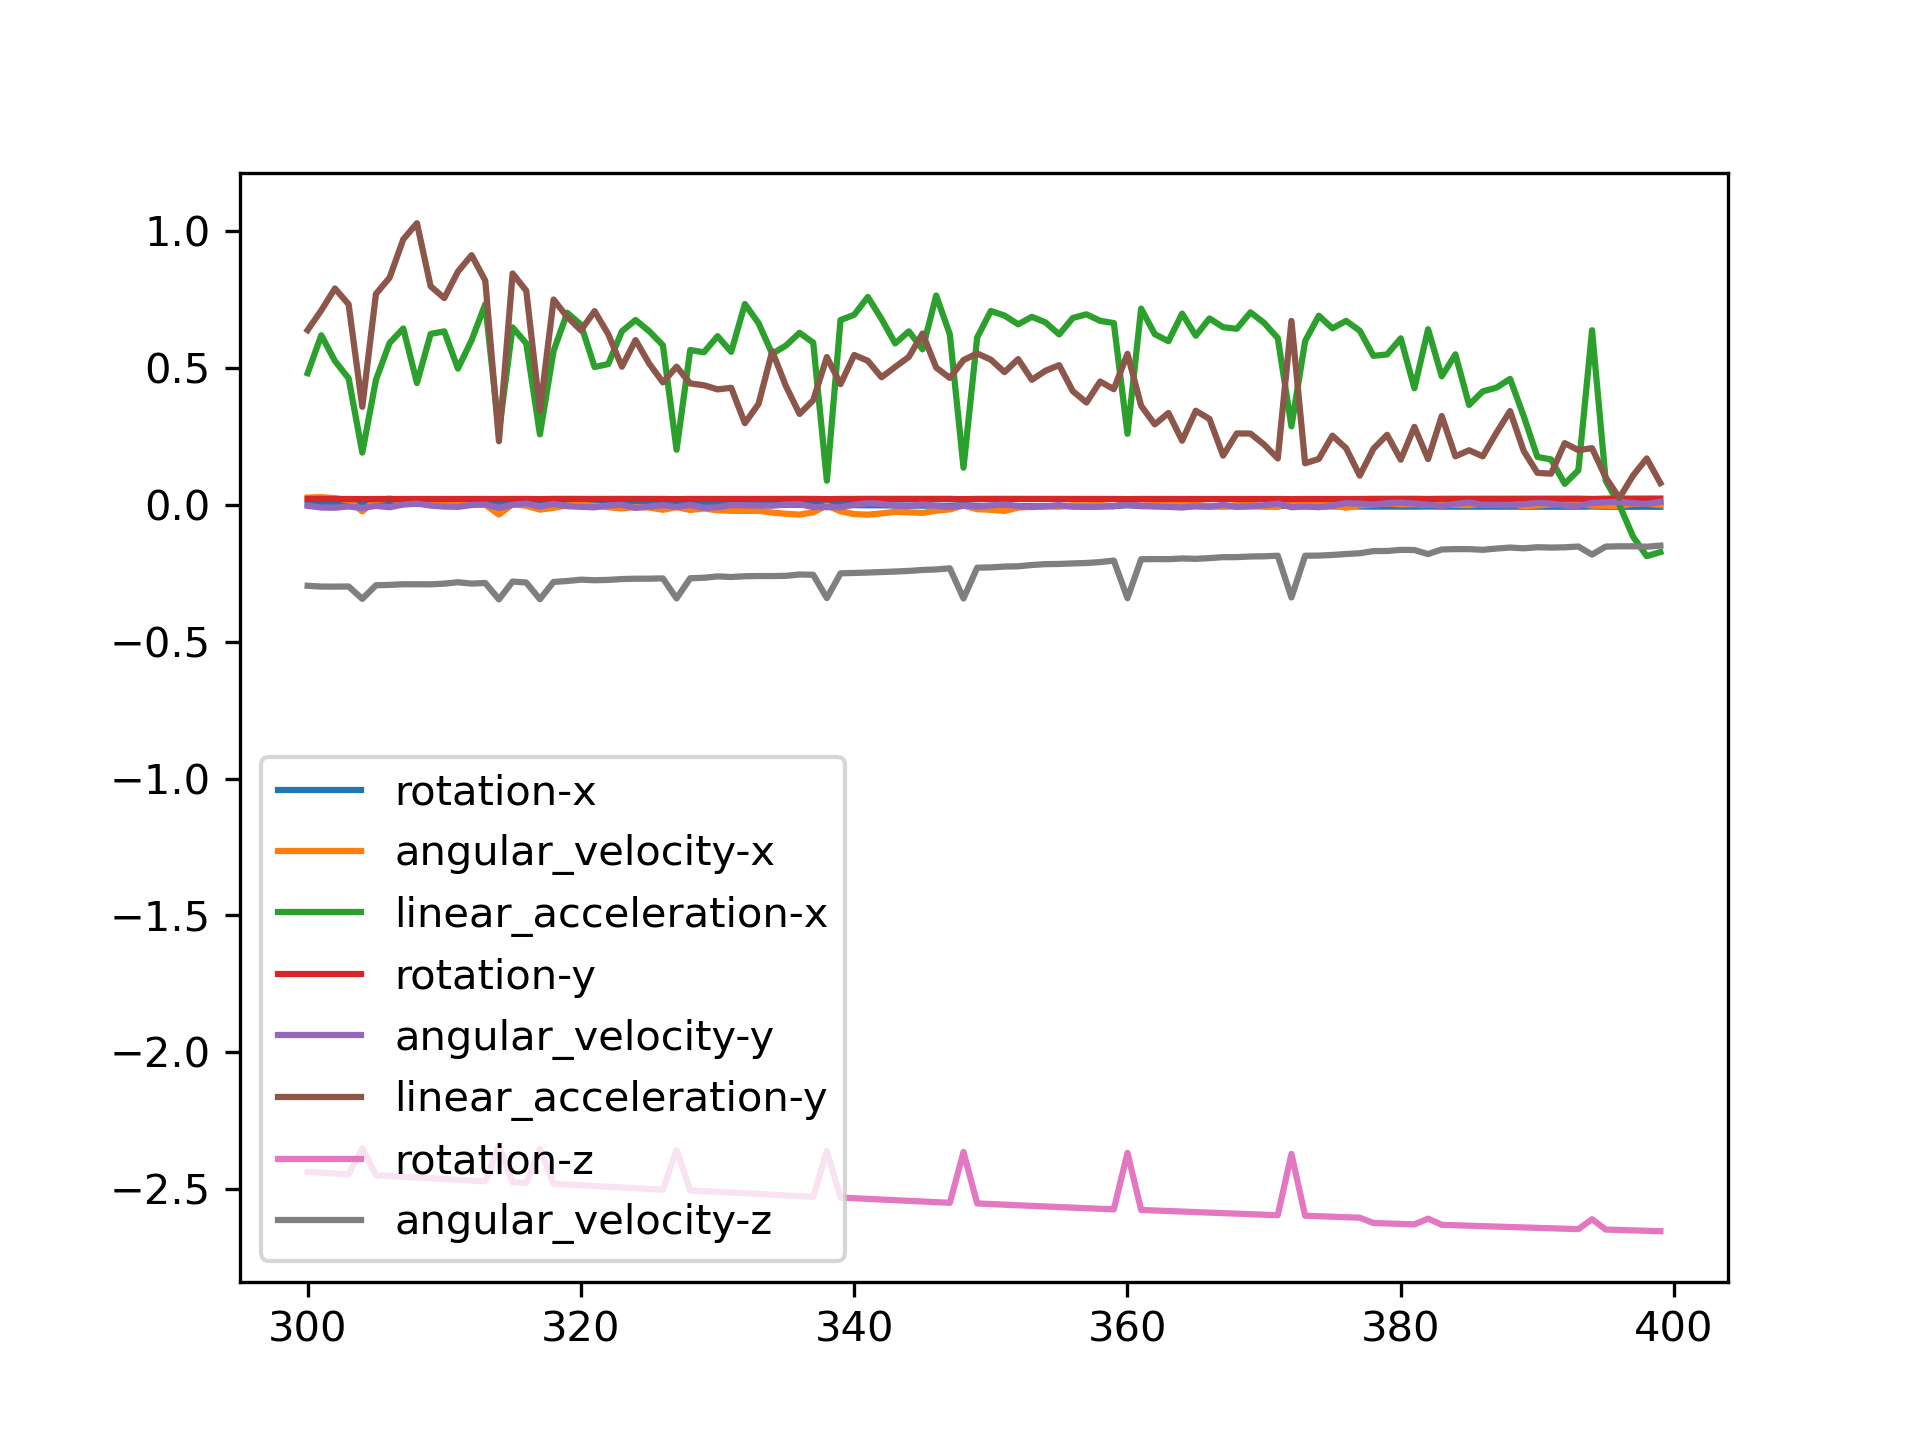 1.0
0.5
0.0
−0.5
−1.0
−1.5
−2.0
−2.5
rotation-x
angular_velocity-x
linear_acceleration-x
rotation-y
angular_velocity-y
linear_acceleration-y
rotation-z
angular_velocity-z
300 320 340 360 380 400